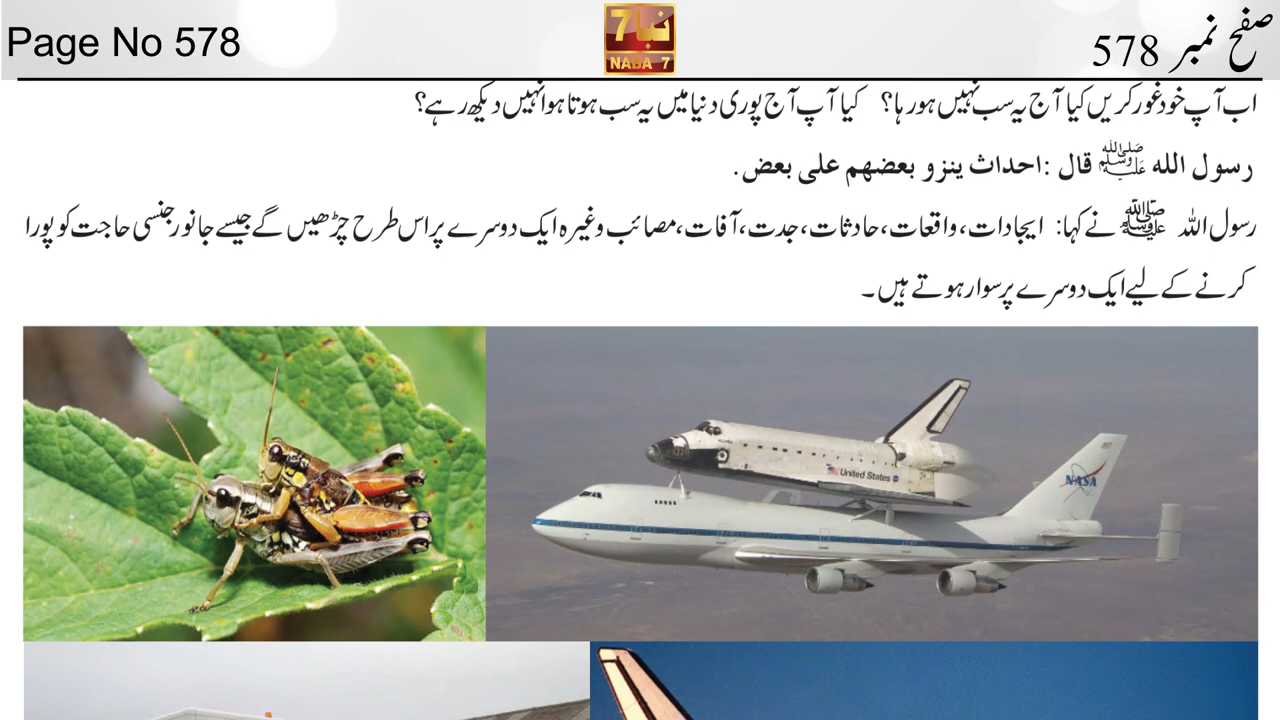 Page No 578
نبا 7
NABA 7
صفح نمبر 578
اب آپ خود غور کریں کیا آج یہ سب نہیں ہو رہا؟ کیا آپ آج پوری دنیا میں یہ سب ہوتا ہوا نہیں دیکھ رہے؟
رسول الله ﷺ قال :احداث ینزو بعضهم علی بعض.
رسول اللہ ﷺ نے کہا: ایجادات، واقعات، حادثات، جدت، آفات، مصائب وغیرہ ایک دوسرے پر اس طرح چڑھیں گے جیسے جانور جنسی حاجت کو پورا
کرنے کے لیے ایک دوسرے پر سوار ہوتے ہیں۔
United States
NASA